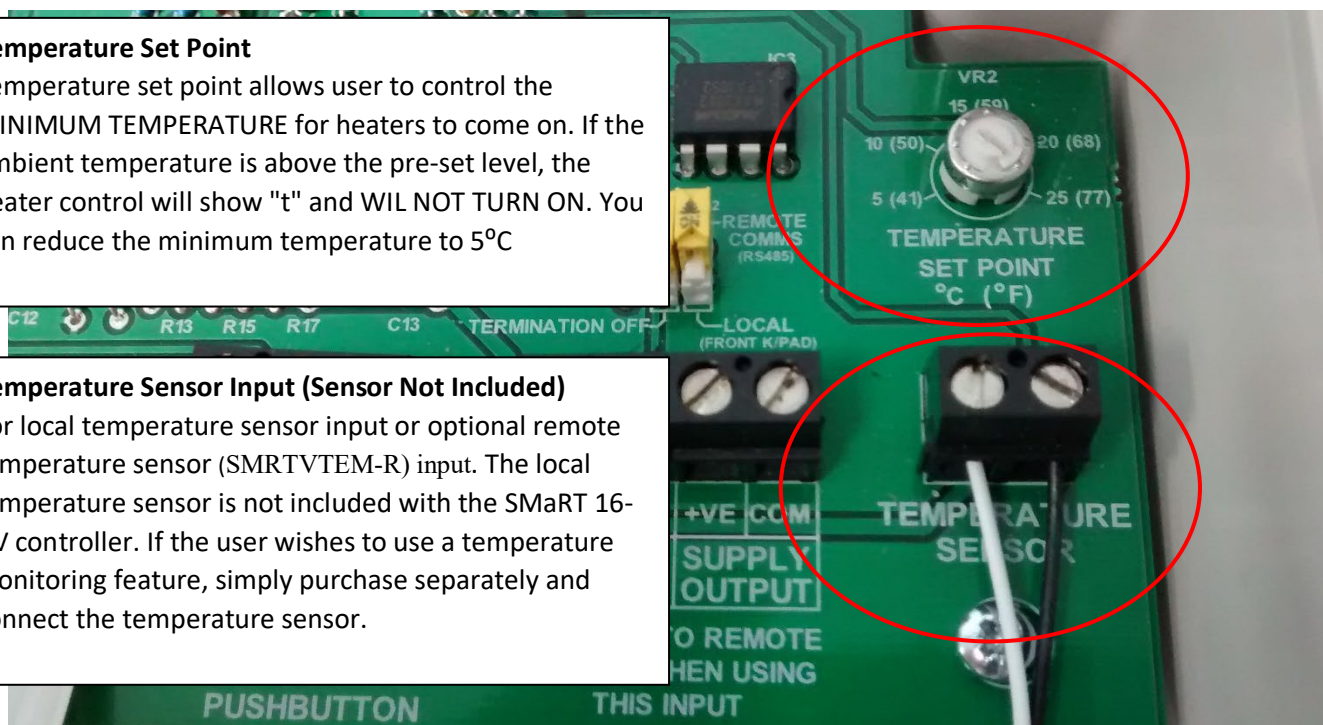 emperature Set Point
emperature set point allows user to control the
INIMUM TEMPERATURE for heaters to come on. If the
mbient temperature is above the pre-set level, the
eater control will show "t" and WIL NOT TURN ON. You
n reduce the minimum temperature to 5⁰C
IC3
VR2
15 (59)
10 (50)
20 (68)
5 (41)
25 (77)
TEMPERATURE
SET POINT
°C (°F)
2
ON
REMOTE
COMMS
(RS485)
C12
R13
R15
R17
C13
TERMINATION OFF
LOCAL
(FRONT K/PAD)
emperature Sensor Input (Sensor Not Included)
or local temperature sensor input or optional remote
emperature sensor (SMRTVTEM-R) input. The local
emperature sensor is not included with the SMaRT 16-
V controller. If the user wishes to use a temperature
onitoring feature, simply purchase separately and
onnect the temperature sensor.
+VE COM
SUPPLY
OUTPUT
TEMPERATURE
SENSOR
O REMOTE
HEN USING
THIS INPUT
PUSHBUTTON